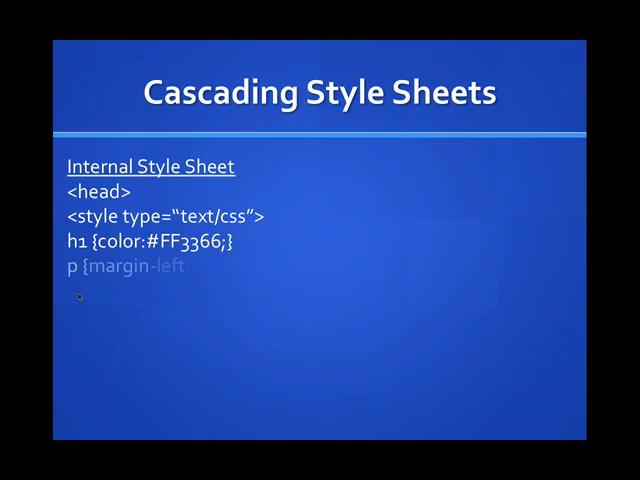 Cascading Style Sheets
Internal Style Sheet
<head>
<style type=“text/css”>
h1 {color:#FF3366;}
p {margin-left